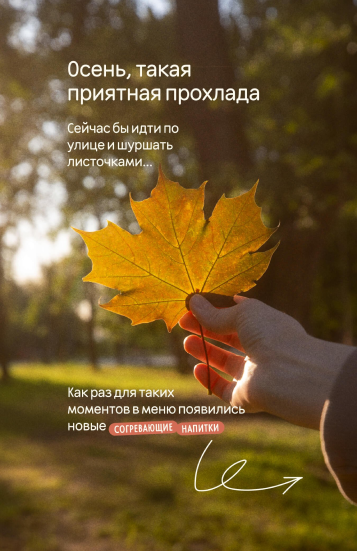 Осень, такая
приятная прохлада
Сейчас бы идти по
улице и шуршать
листочками...
Как раз для таких
моментов в меню появились
новые СОГРЕВАЮЩИЕ НАПИТКИ